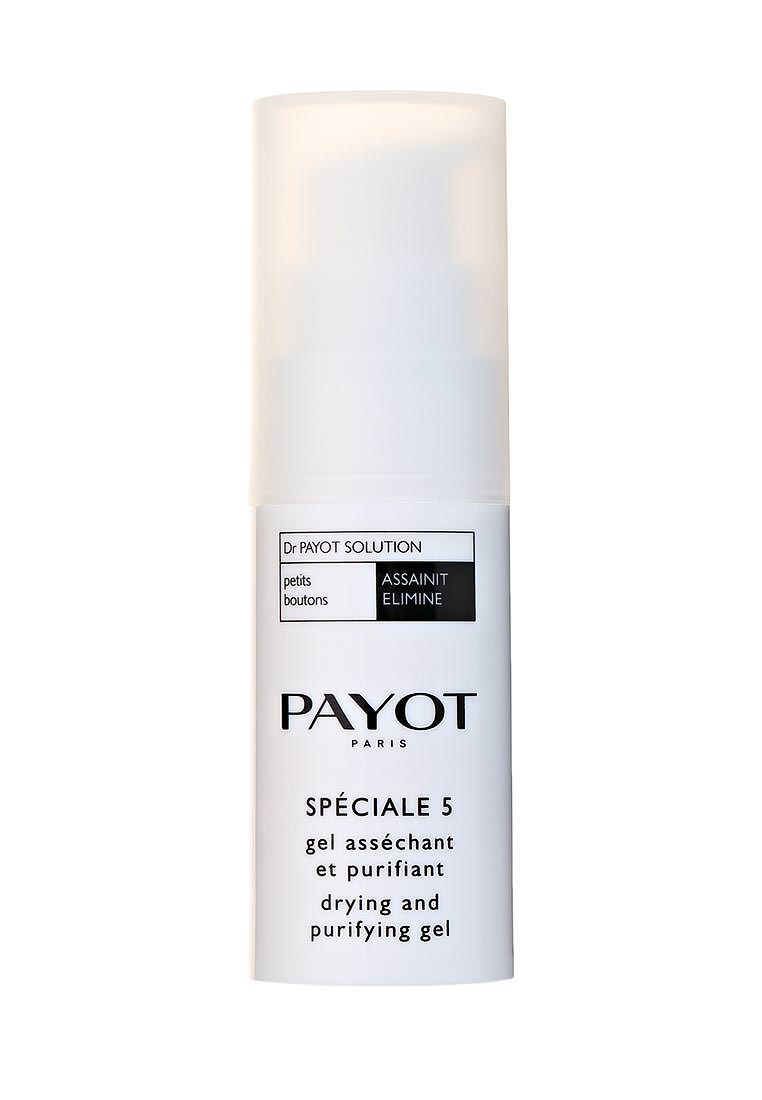 Dr PAYOT SOLUTION
petits
boutons
ASSAINIT
ELIMINE
PAYOT
PARIS
SPÉCIALE 5
gel asséchant
et purifiant
drying and
purifying gel